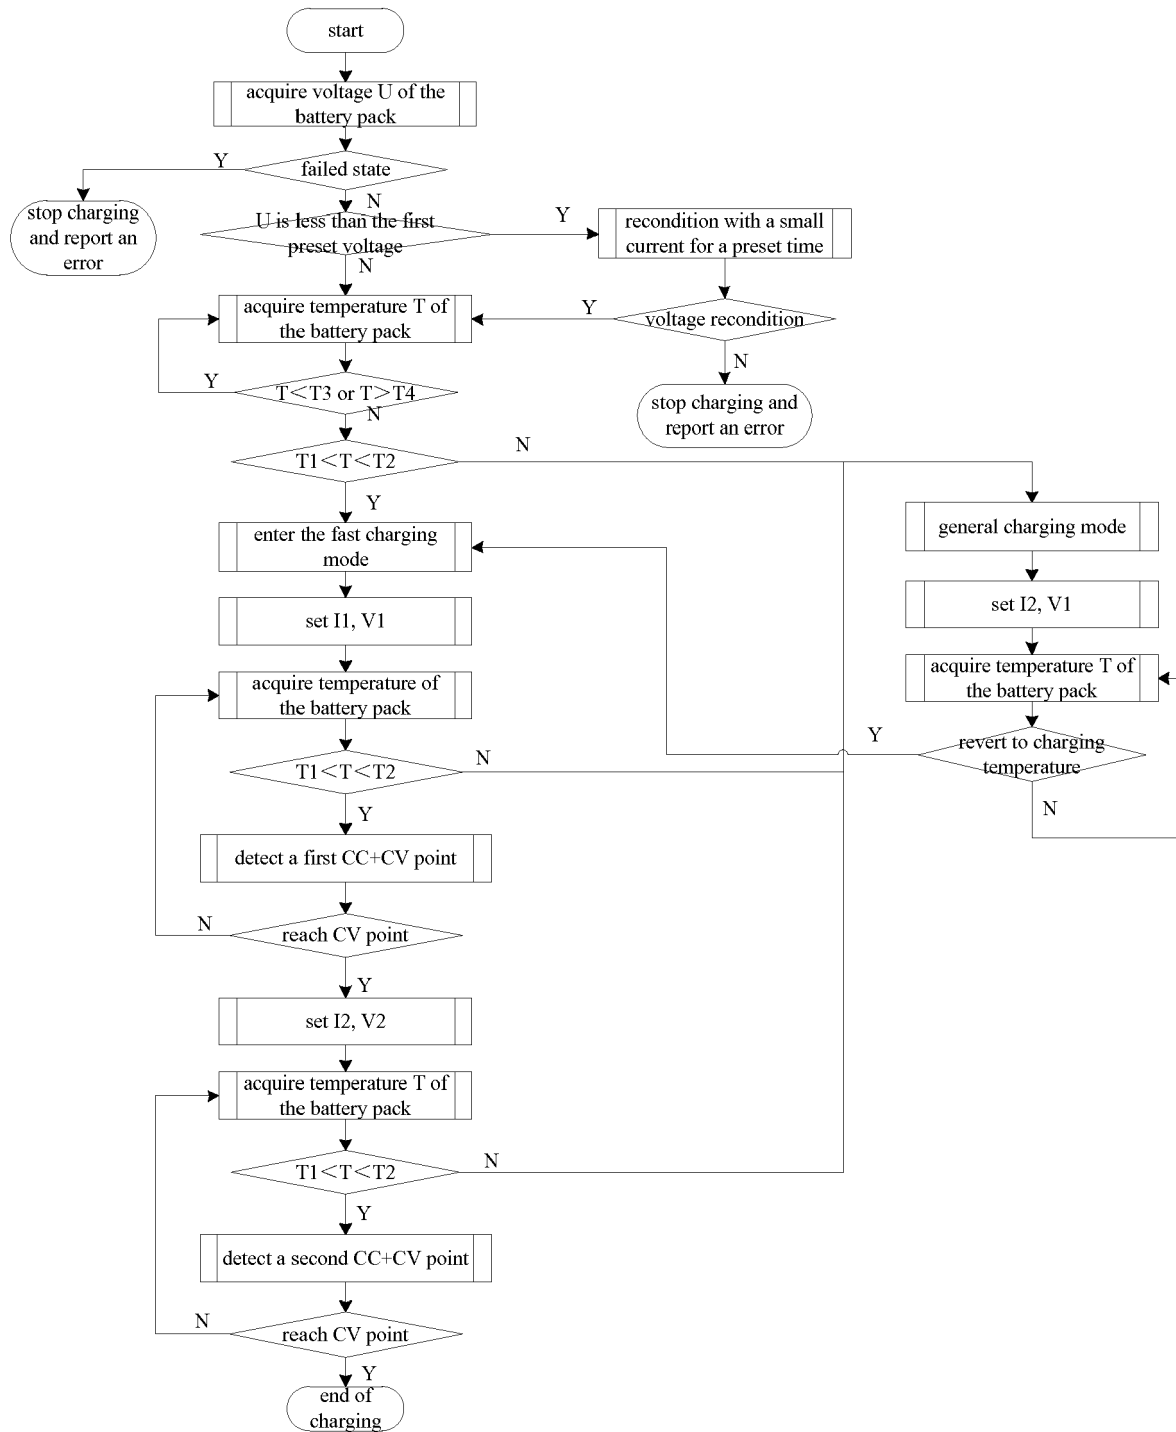 start
acquire voltage U of the
battery pack
Y
failed state
N
stop charging
and report an
error
U is less than the first
preset voltage
Y
recondition with a small
current for a preset time
N
acquire temperature T of
the battery pack
Y
voltage recondition
N
Y
T<T3 or T>T4
N
stop charging and
report an error
T1<T<T2
N
Y
general charging mode
enter the fast charging
mode
set I1, V1
set I2, V1
acquire temperature of
the battery pack
acquire temperature T of
the battery pack
T1<T<T2
N
Y
revert to charging
temperature
N
Y
detect a first CC+CV point
N
reach CV point
Y
set I2, V2
acquire temperature T of
the battery pack
T1<T<T2
N
Y
detect a second CC+CV point
N
reach CV point
Y
end of
charging